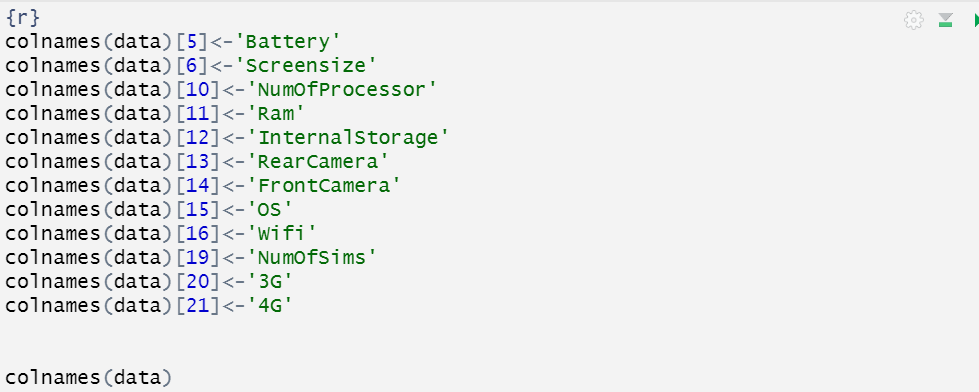 {r}
colnames(data)[5]<-'Battery'
colnames(data)[6]<-'Screensize'
colnames(data)[10]<-'NumOfProcessor'
colnames(data)[11]<-'Ram'
colnames(data)[12]<-'InternalStorage'
colnames(data)[13]<-'RearCamera'
colnames(data)[14]<-'FrontCamera'
colnames(data)[15]<-'OS'
colnames(data)[16]<-'Wifi'
colnames(data)[19]<-'NumOfSims'
colnames(data)[20]<-'3G'
colnames(data)[21]<-'4G'
colnames(data)